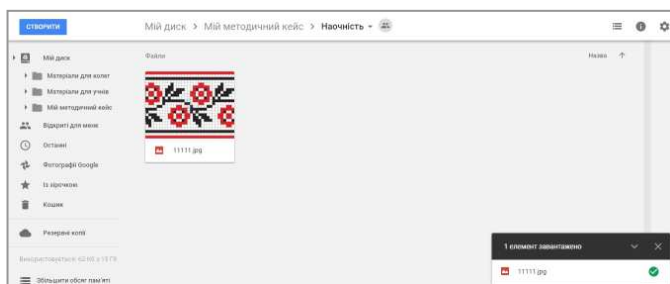 СТВОРИТИ
Мій диск > Мій методичний кейс > Наочність
Мій диск
Матеріали для колег
Матеріали для учнів
Мій методичний кейс
Відкриті для мене
Останні
Фотографії Google
Із зірочкою
Кошик
Резервні копії
Збільшити обсяг пам'яті
Файли
Назва
11111.jpg
1 елемент завантажено
11111.jpg